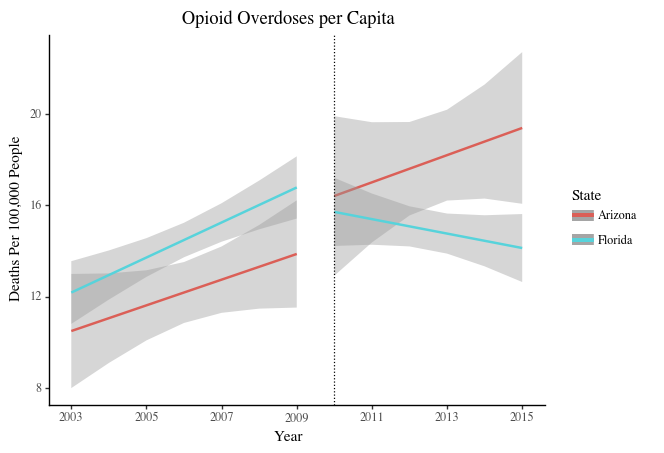 Opioid Overdoses per Capita
Deaths Per 100,000 People
20
16
12
8
2003 2005 2007 2009 2011 2013 2015
Year
State
Arizona
Florida